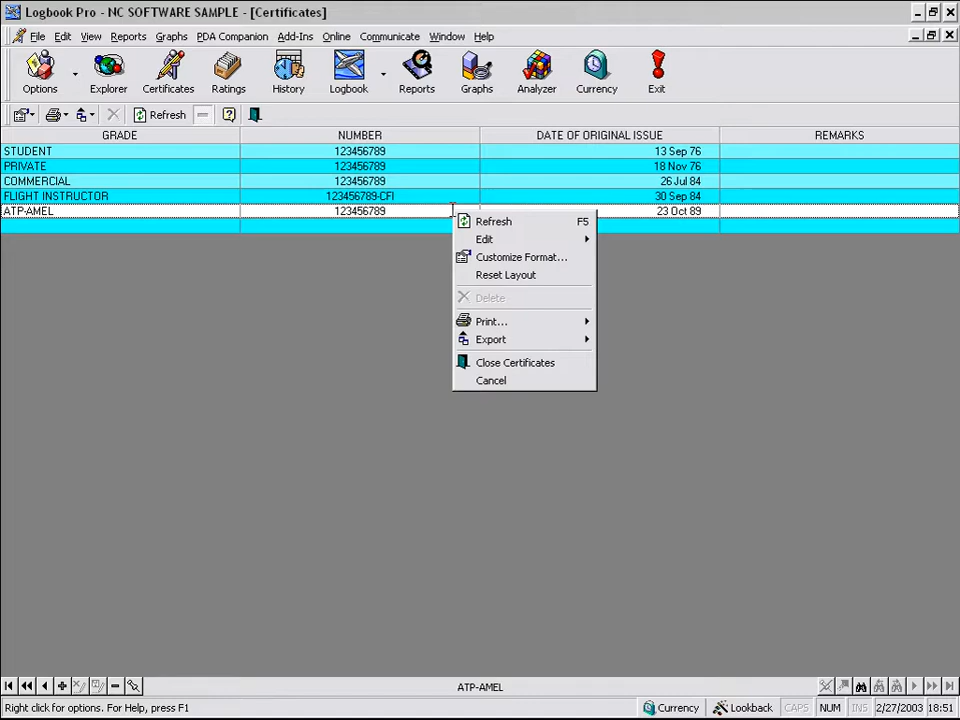 Logbook Pro - NC SOFTWARE SAMPLE - [Certificates]
File Edit View Reports Graphs PDA Companion Add-Ins Online Communicate Window Help
Options Explorer Certificates Ratings History Logbook Reports Graphs Analyzer Currency Exit
Refresh
GRADE NUMBER DATE OF ORIGINAL ISSUE REMARKS
STUDENT 123456789 13 Sep 76
PRIVATE 123456789 18 Nov 76
COMMERCIAL 123456789 26 Jul 84
FLIGHT INSTRUCTOR 123456789-CFI 30 Sep 84
ATP-AMEL 123456789 23 Oct 89
Refresh F5
Edit
Customize Format...
Reset Layout
Delete
Print...
Export
Close Certificates
Cancel
ATP-AMEL
Right click for options. For Help, press F1 Currency Lookback CAPS NUM INS 2/27/2003 18:51